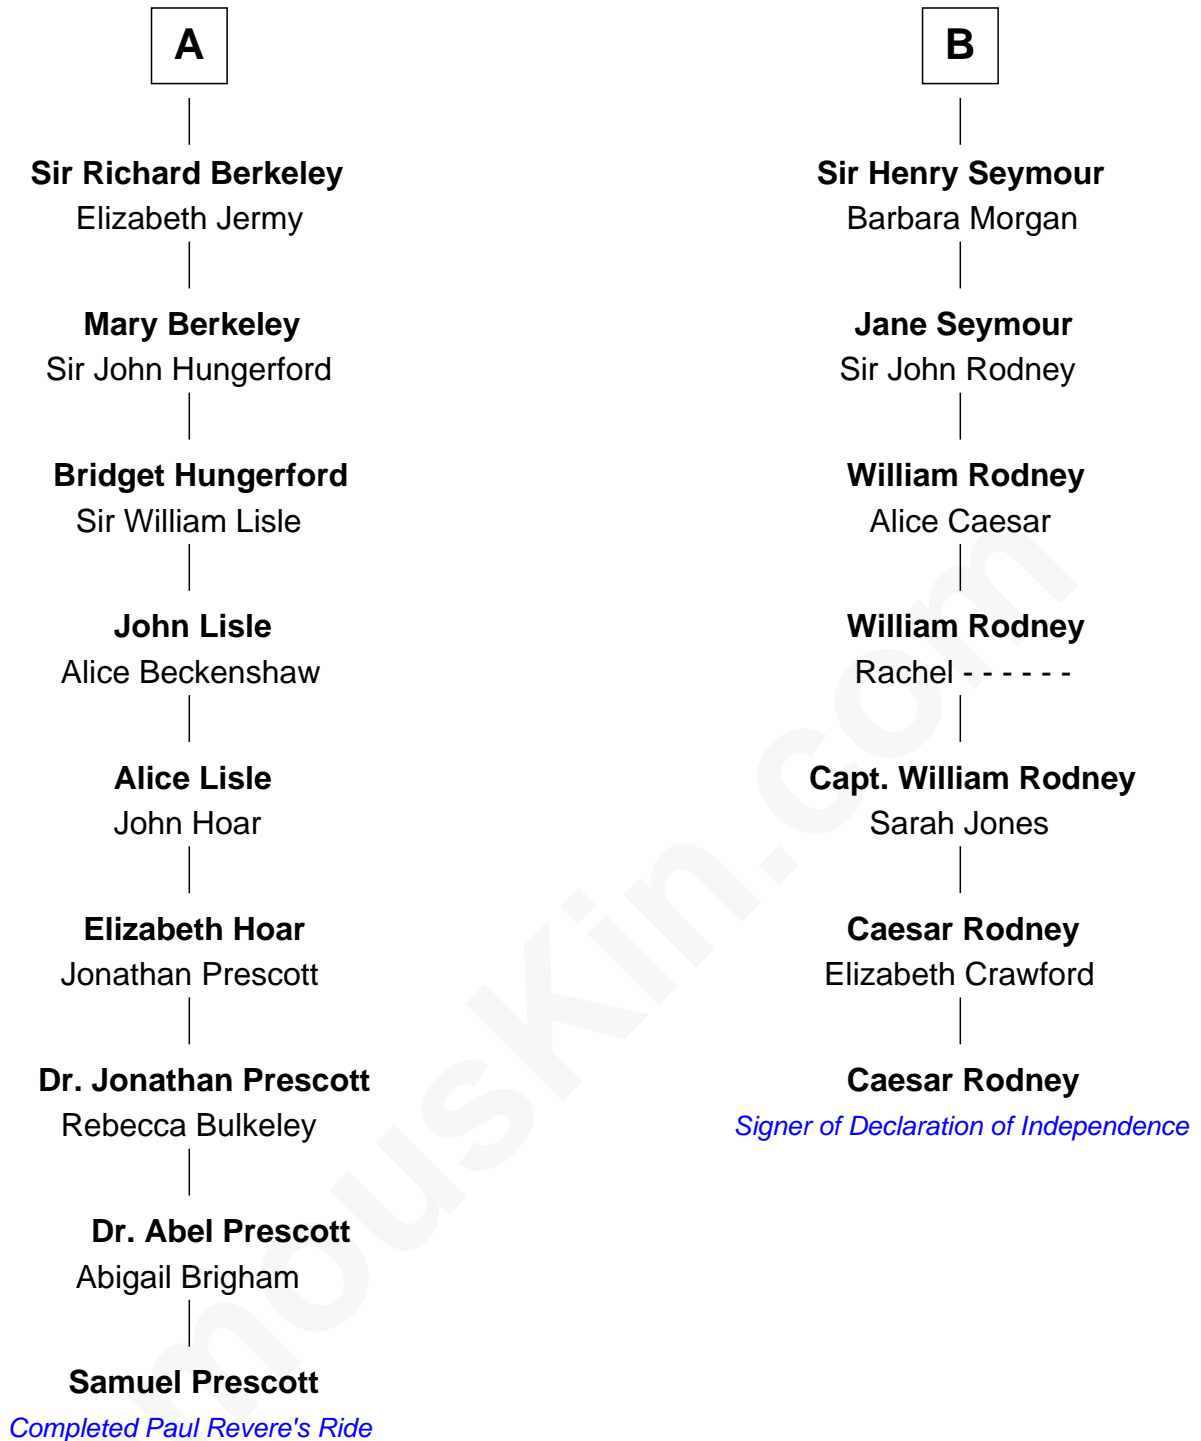 A
Sir Richard Berkeley
Elizabeth Jermy
Mary Berkeley
Sir John Hungerford
Bridget Hungerford
Sir William Lisle
John Lisle
Alice Beckenshaw
Alice Lisle
John Hoar
Elizabeth Hoar
Jonathan Prescott
Dr. Jonathan Prescott
Rebecca Bulkeley
Dr. Abel Prescott
Abigail Brigham
Samuel Prescott
Completed Paul Revere's Ride
B
Sir Henry Seymour
Barbara Morgan
Jane Seymour
Sir John Rodney
William Rodney
Alice Caesar
William Rodney
Rachel - - - - - -
Capt. William Rodney
Sarah Jones
Caesar Rodney
Elizabeth Crawford
Caesar Rodney
Signer of Declaration of Independence
mouskin.com